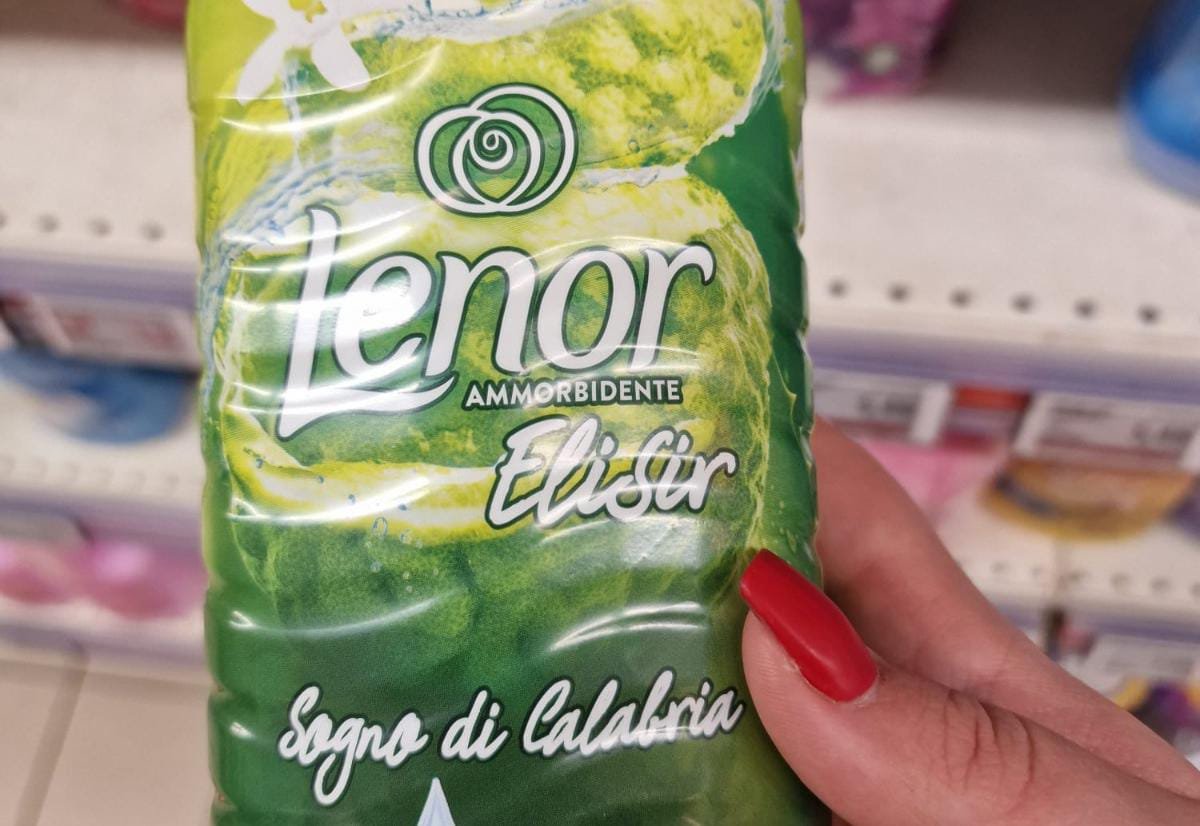 Lenor
AMMORBIDENTE
Elisir
Sogno di Calabria